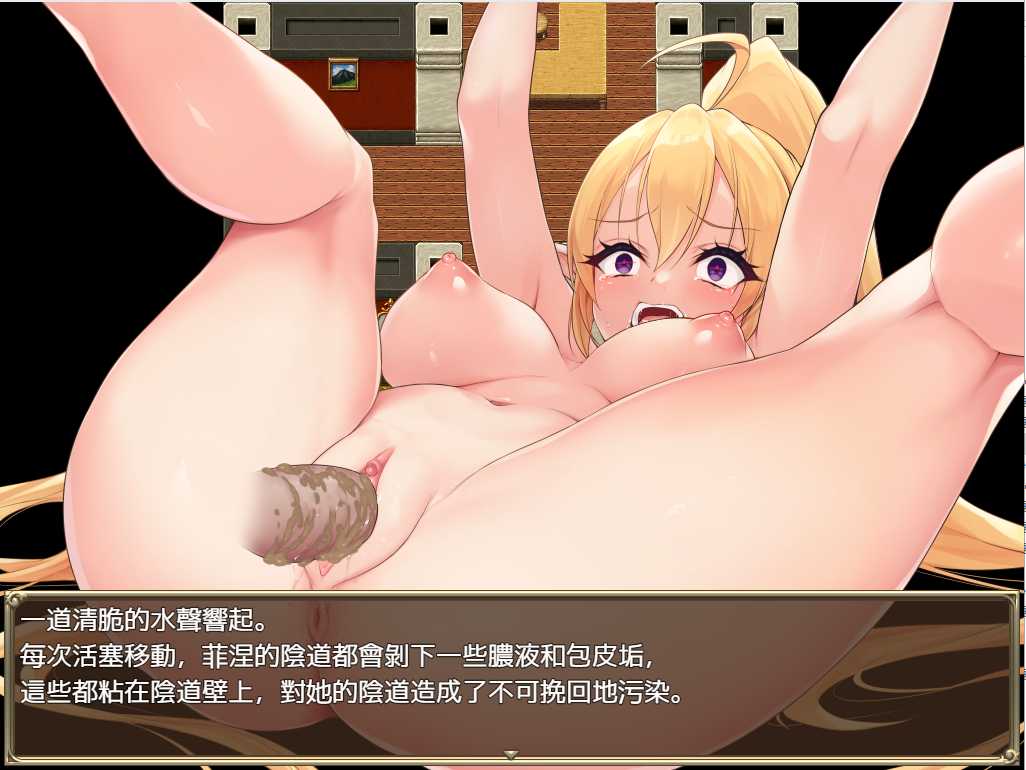 一道清脆的水聲響起。
每次活塞移動，菲涅的陰道都會剝下一些膿液和包皮垢，
這些都粘在陰道壁上，對她的陰道造成了不可挽回地污染。